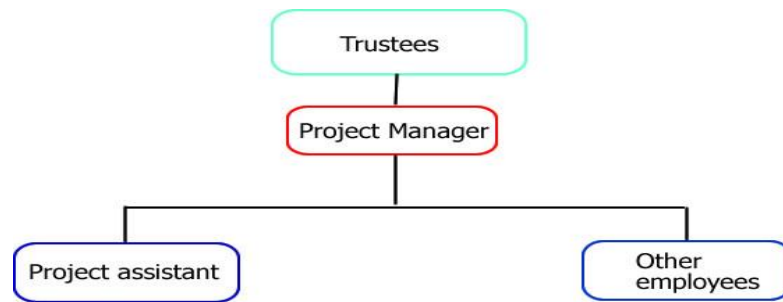 Trustees
Project Manager
Project assistant
Other
employees